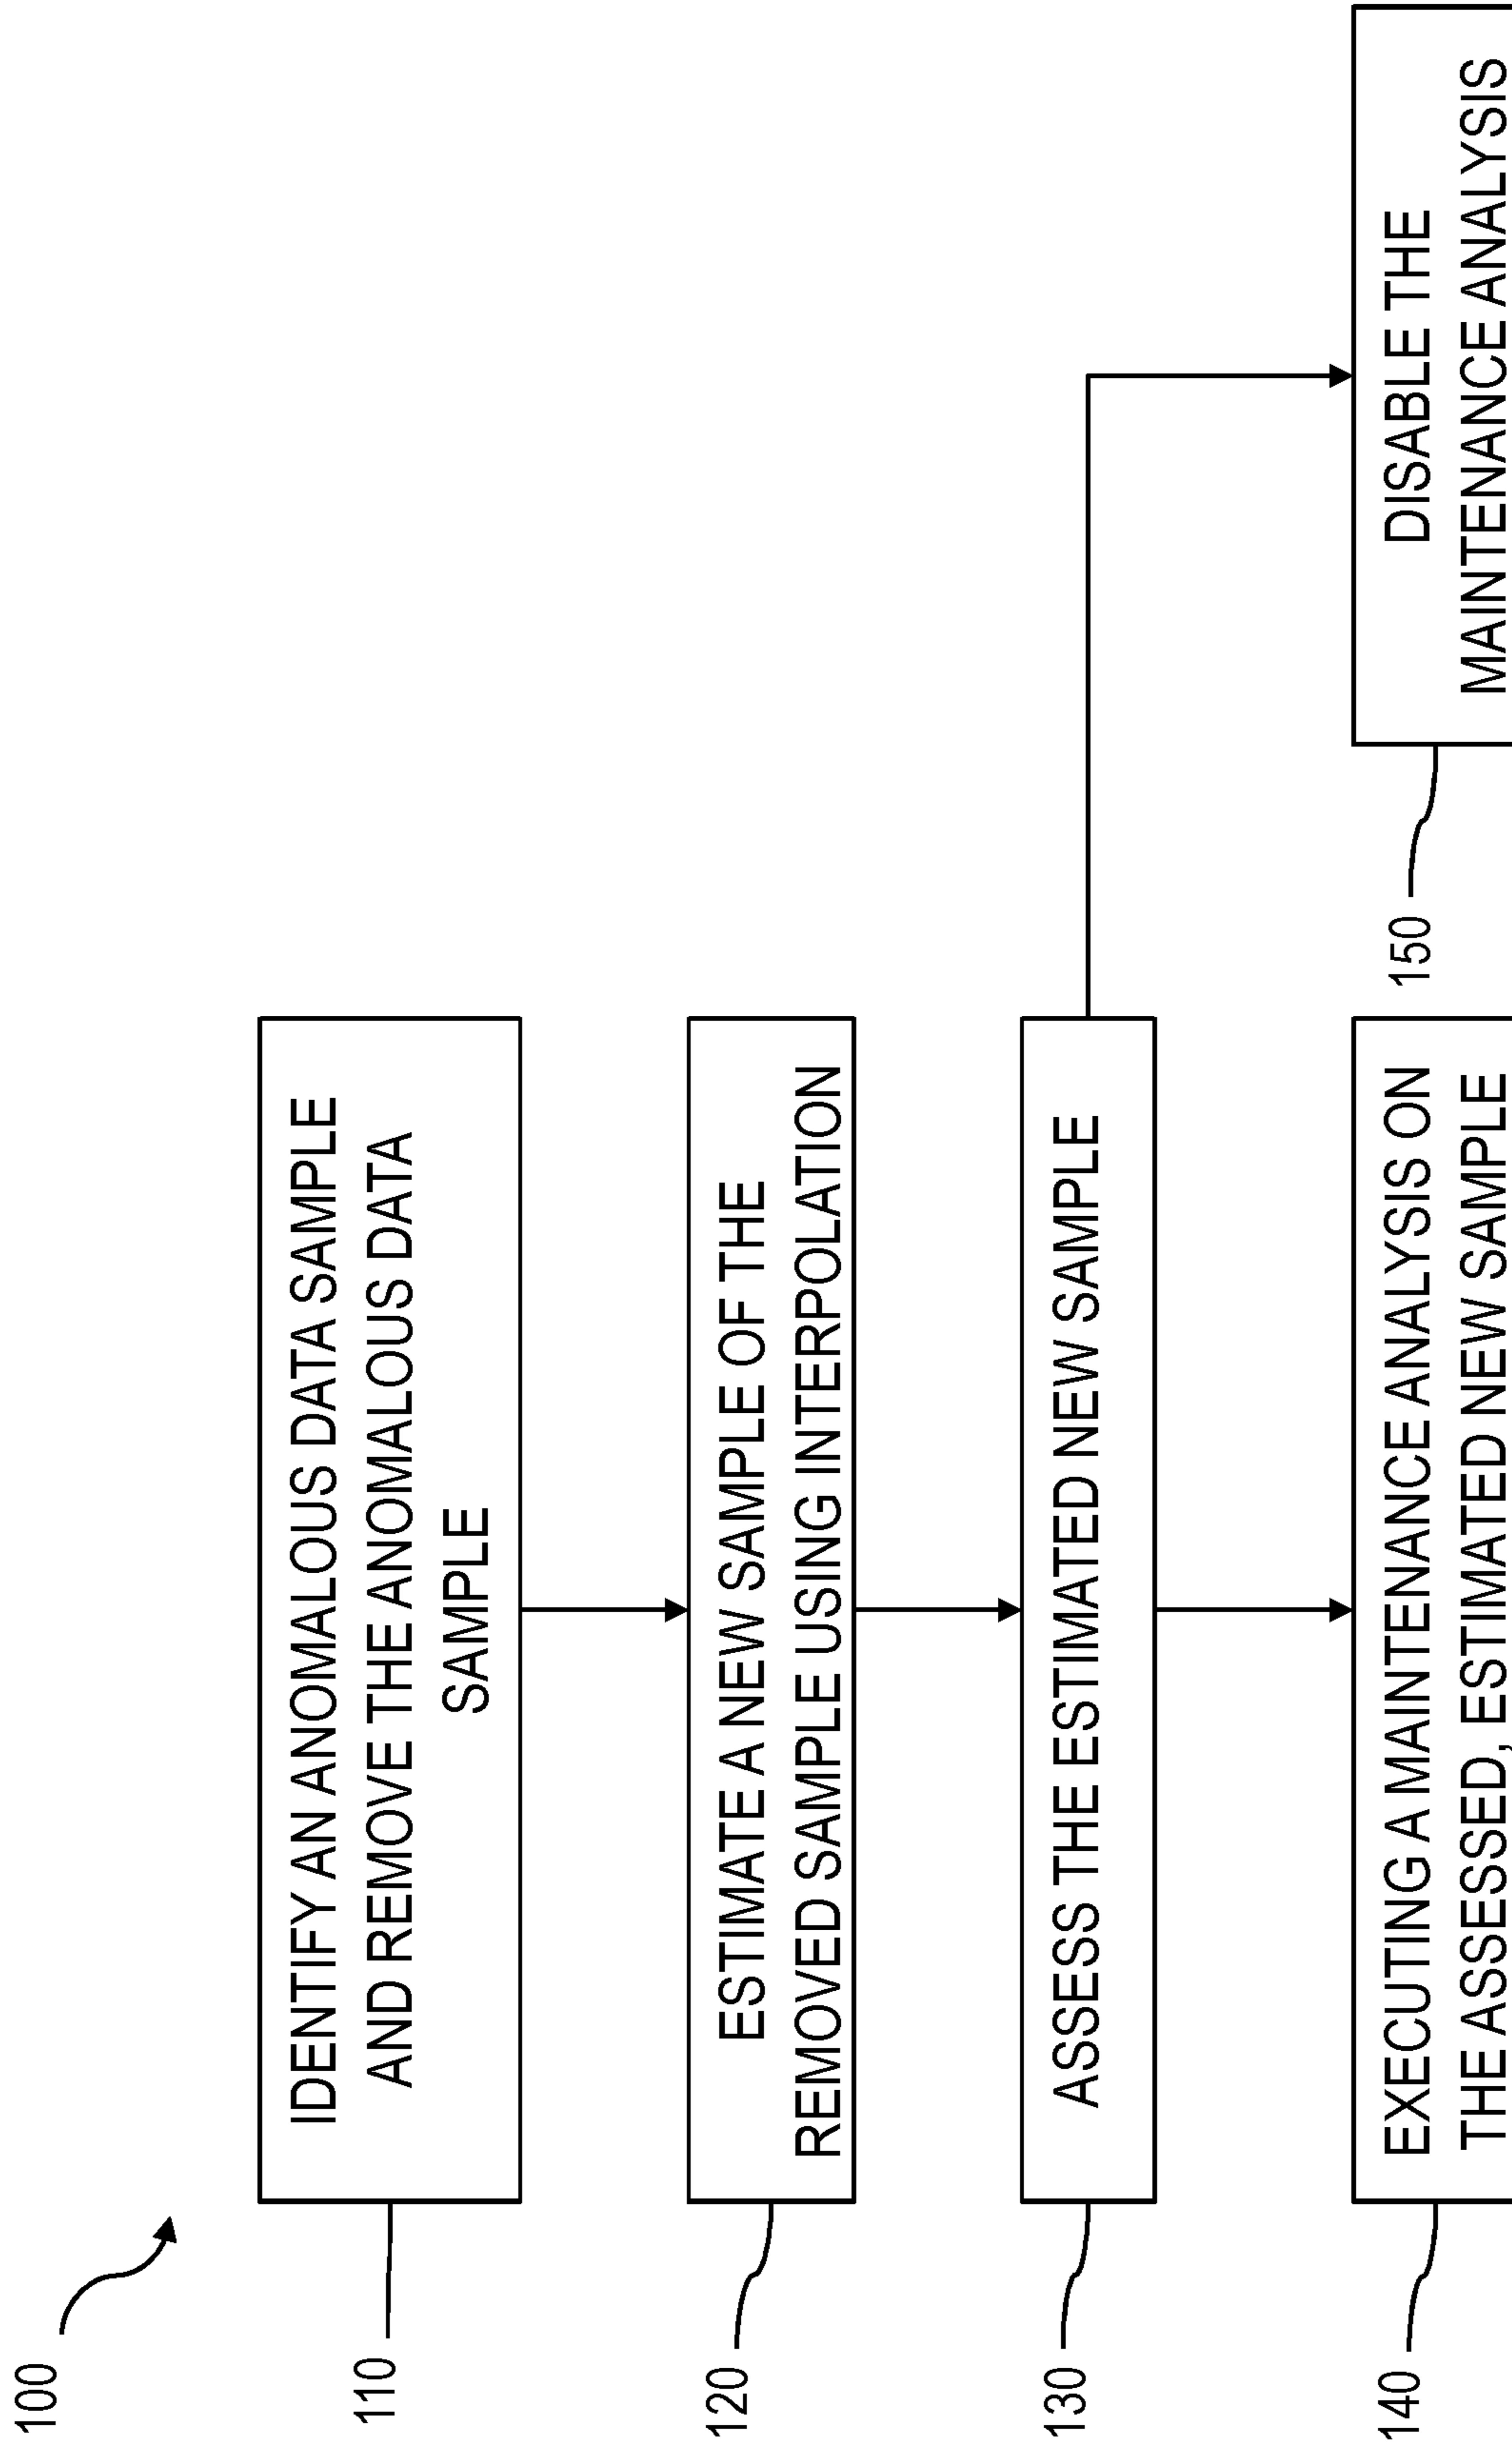 100
110
IDENTIFY AN ANOMALOUS DATA SAMPLE
AND REMOVE THE ANOMALOUS DATA
SAMPLE
120
ESTIMATE A NEW SAMPLE OF THE
REMOVED SAMPLE USING INTERPOLATION
130
ASSESS THE ESTIMATED NEW SAMPLE
140
EXECUTING A MAINTENANCE ANALYSIS ON
THE ASSESSED, ESTIMATED NEW SAMPLE
150
DISABLE THE
MAINTENANCE ANALYSIS